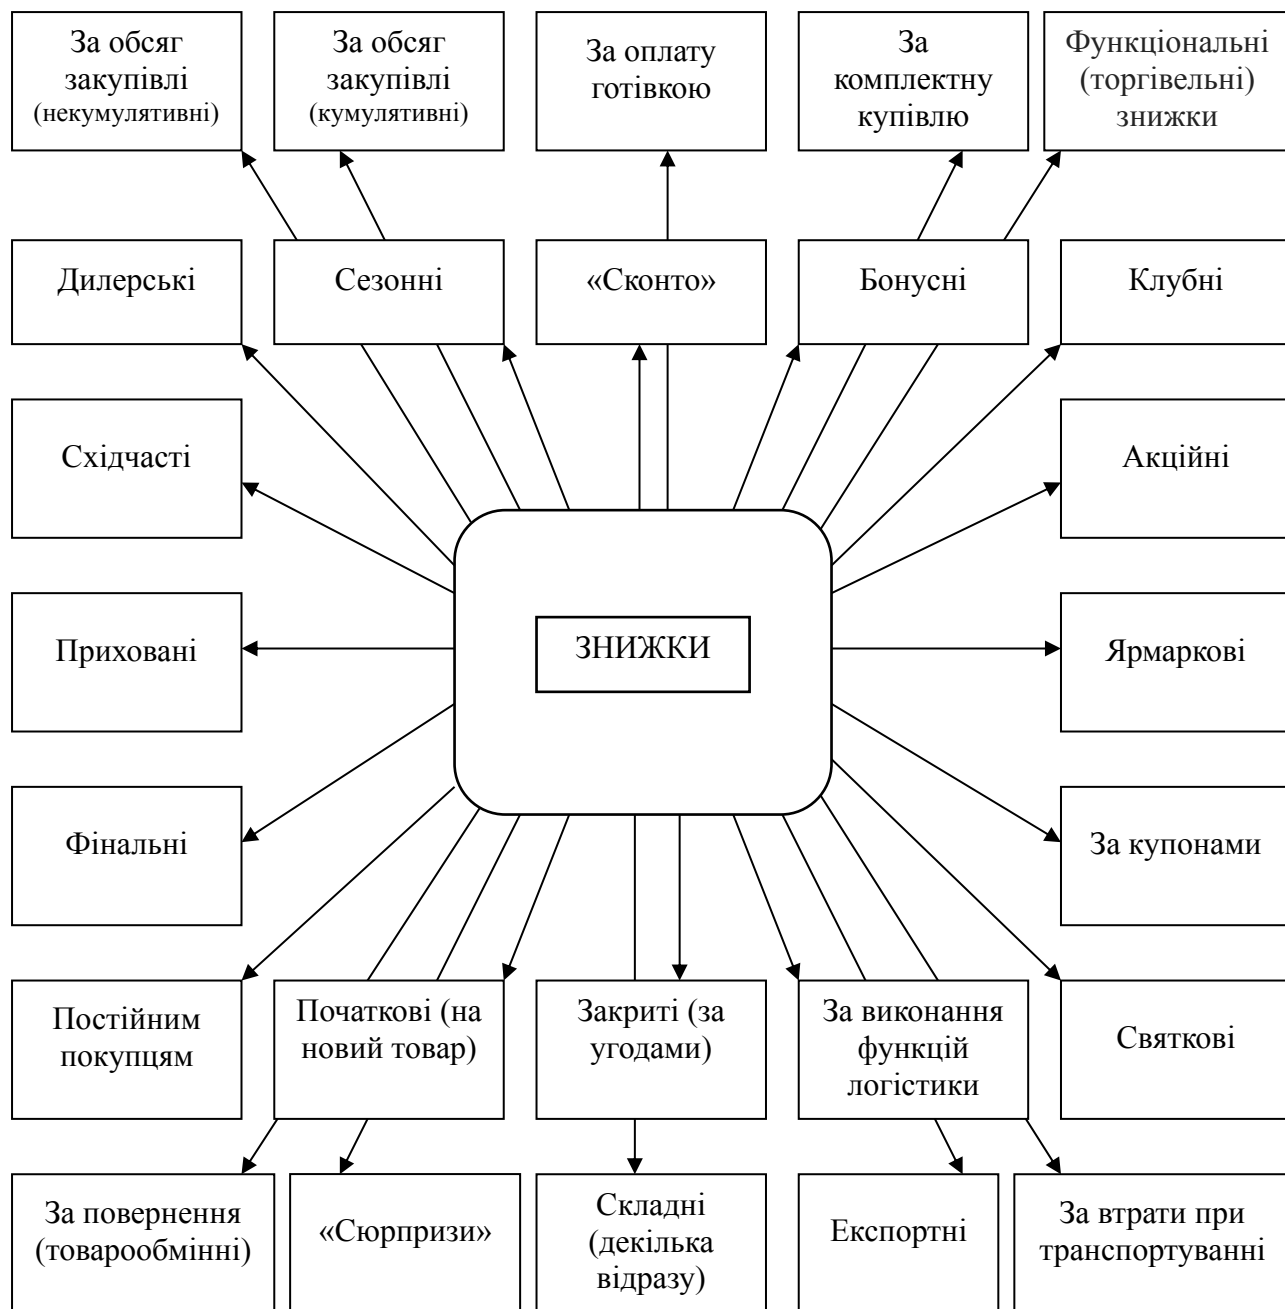 За обсяг
закупівлі
(некумулятивні)
За обсяг
закупівлі
(кумулятивні)
За оплату
готівкою
За
комплектну
купівлю
Функціональні
(торгівельні)
знижки
Дилерські
Сезонні
«Сконто»
Бонусні
Клубні
Східчасті
Акційні
Приховані
ЗНИЖКИ
Ярмаркові
Фінальні
За купонами
Постійним
покупцям
Початкові (на
новий товар)
Закриті (за
угодами)
За виконання
функцій
логістики
Святкові
За повернення
(товарообмінні)
«Сюрпризи»
Складні
(декілька
відразу)
Експортні
За втрати при
транспортуванні